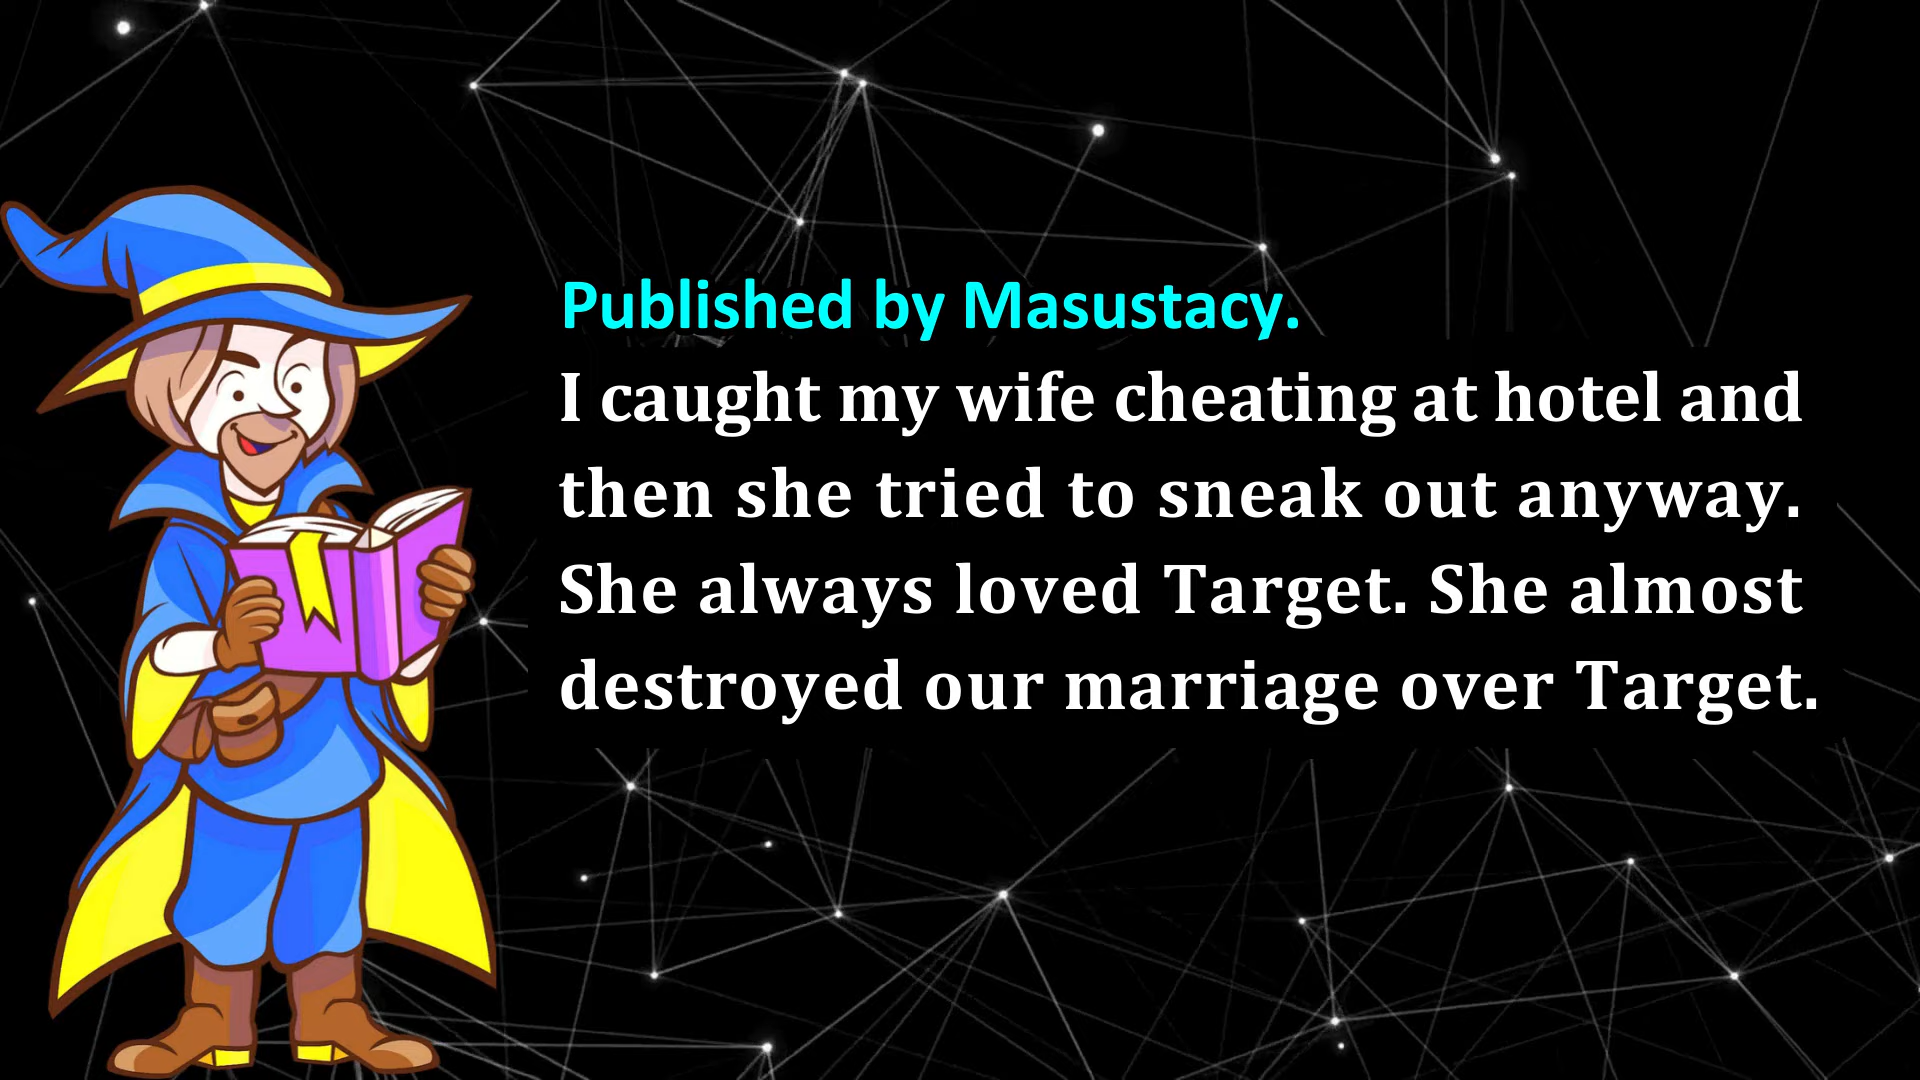 Published by Masustacy.
I caught my wife cheating at hotel and
then she tried to sneak out anyway.
She always loved Target. She almost
destroyed our marriage over Target.